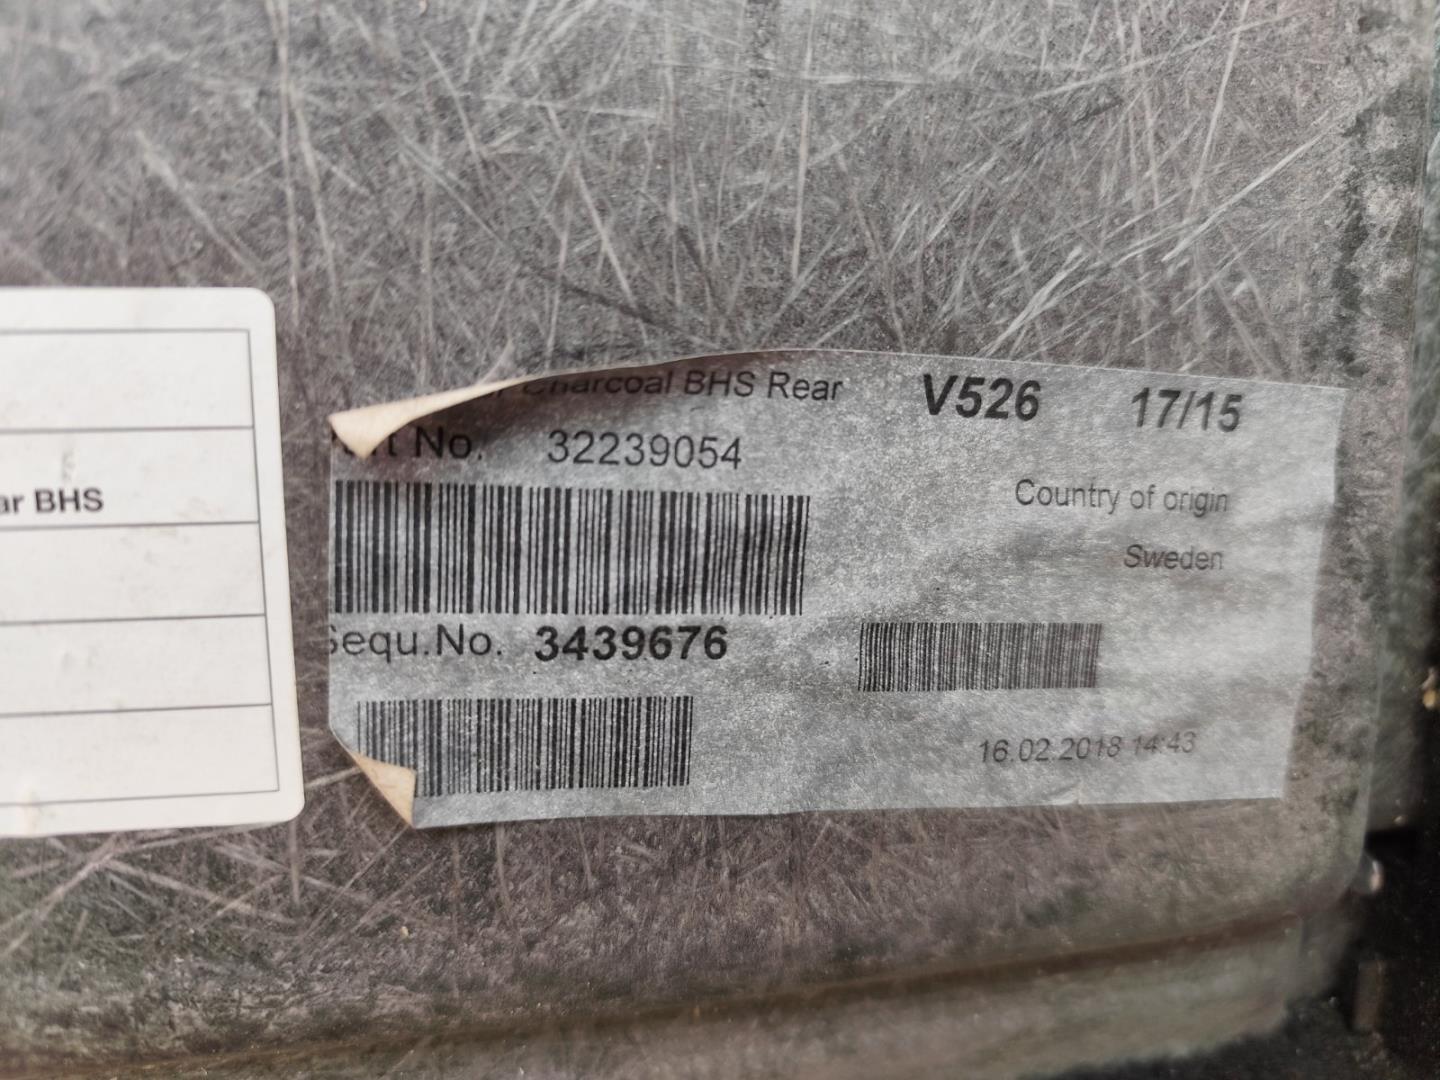 Charcoal BHS Rear V526 17/15
Part No. 32239054
Country of origin
ar BHS
Sweden
Sequ.No. 3439676
16.02.2018 14:43